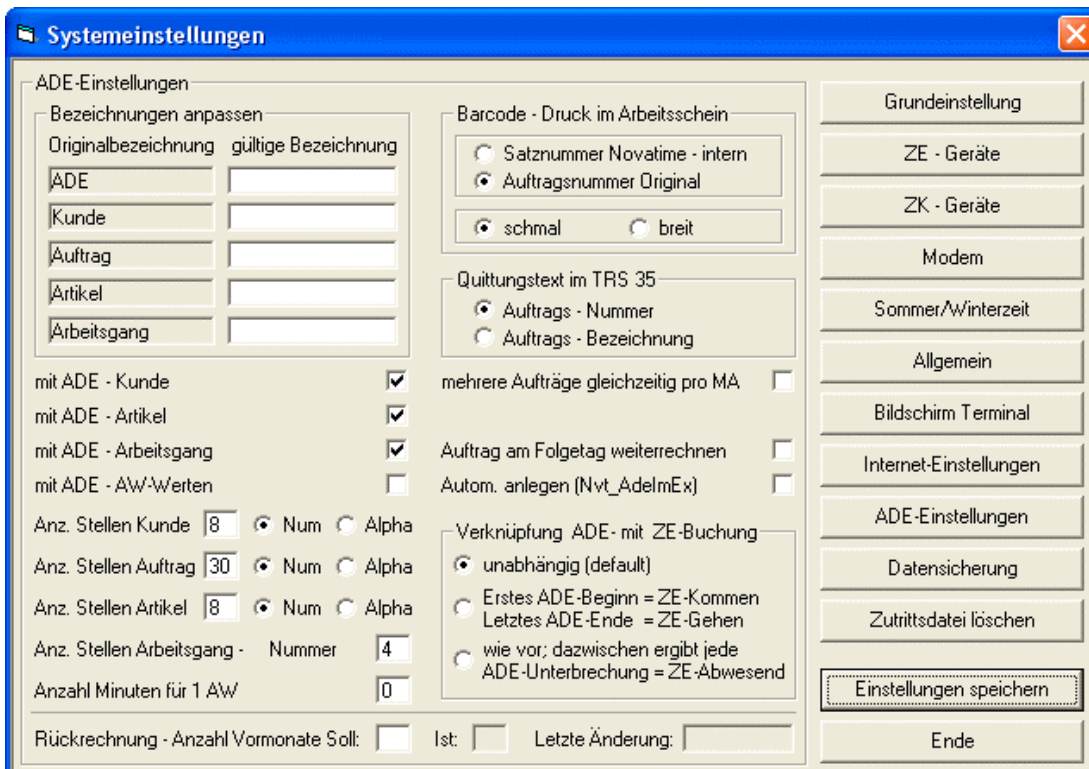 Systemeinstellungen
ADE-Einstellungen
Bezeichnungen anpassen
Originalbezeichnung gültige Bezeichnung
ADE
Kunde
Auftrag
Artikel
Arbeitsgang
mit ADE - Kunde
mit ADE - Artikel
mit ADE - Arbeitsgang
mit ADE - AW-Werten
Anz. Stellen Kunde 8 Num Alpha
Anz. Stellen Auftrag 30 Num Alpha
Anz. Stellen Artikel 8 Num Alpha
Anz. Stellen Arbeitsgang - Nummer 4
Anzahl Minuten für 1 AW 0
Barcode - Druck im Arbeitsschein
Satznummer Novatime - intern
Auftragsnummer Original
schmal breit
Quittungstext im TRS 35
Auftrags - Nummer
Auftrags - Bezeichnung
mehrere Aufträge gleichzeitig pro MA
Auftrag am Folgetag weiterrechnen
Autom. anlegen (Nvt_AdeImEx)
Verknüpfung ADE- mit ZE-Buchung
unabhängig (default)
Erstes ADE-Beginn = ZE-Kommen
Letztes ADE-Ende = ZE-Gehen
wie vor; dazwischen ergibt jede
ADE-Unterbrechung = ZE-Abwesend
Rückrechnung - Anzahl Vormonate Soll: Ist: Letzte Änderung:
Grundeinstellung
ZE - Geräte
ZK - Geräte
Modem
Sommer/Winterzeit
Allgemein
Bildschirm Terminal
Internet-Einstellungen
ADE-Einstellungen
Datensicherung
Zutrittsdatei löschen
Einstellungen speichern
Ende